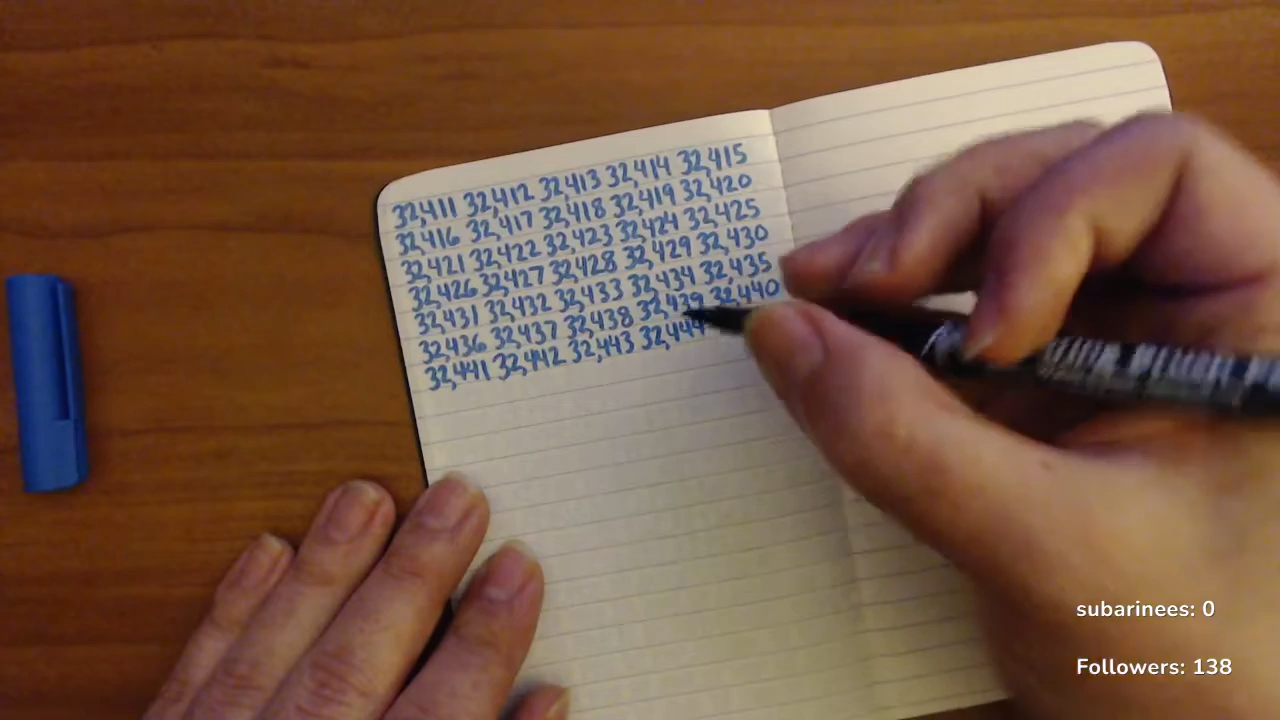 32,411 32,412 32,413 32,414 32,415
32,416 32,417 32,418 32,419 32,420
32,421 32,422 32,423 32,424 32,425
32,426 32,427 32,428 32,429 32,430
32,431 32,432 32,433 32,434 32,435
32,436 32,437 32,438 32,439 32,440
32,441 32,442 32,443 32,444
subarinees: 0
Followers: 138